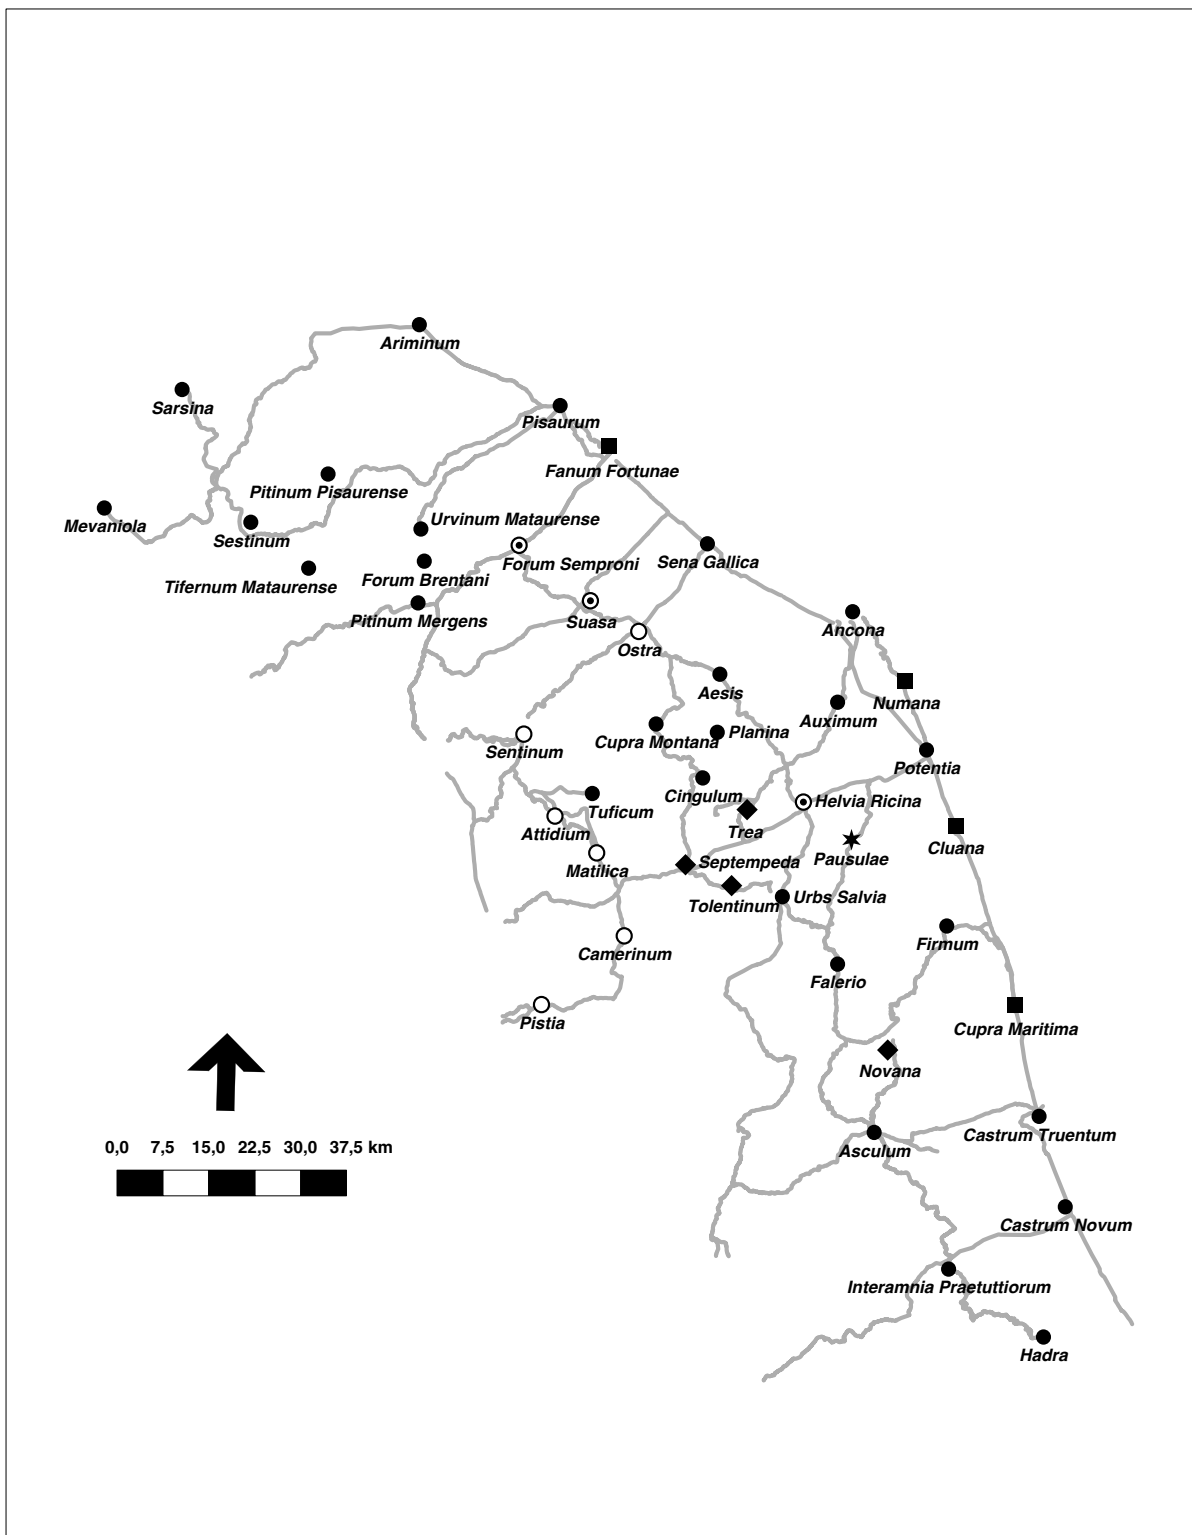 Ariminum
Sarsina
Pisaurum
Fanum Fortunae
Pitinum Pisaurense
Mevaniola
Urvinum Mataurense
Sestinum
Forum Semproni
Sena Gallica
Forum Brentani
Tifernum Mataurense
Pitinum Mergens
Suasa
Ancona
Ostra
Aesis
Numana
Auximum
Planina
Cupra Montana
Sentinum
Potentia
Cingulum
Helvia Ricina
Tuficum
Trea
Attidium
Cluana
Pausulae
Septempeda
Matilica
Urbs Salvia
Tolentinum
Firmum
Camerinum
Falerio
Pistia
Cupra Maritima
Novana
Castrum Truentum
0,0 7,5 15,0 22,5 30,0 37,5 km
Asculum
Castrum Novum
Interamnia Praetuttiorum
Hadra